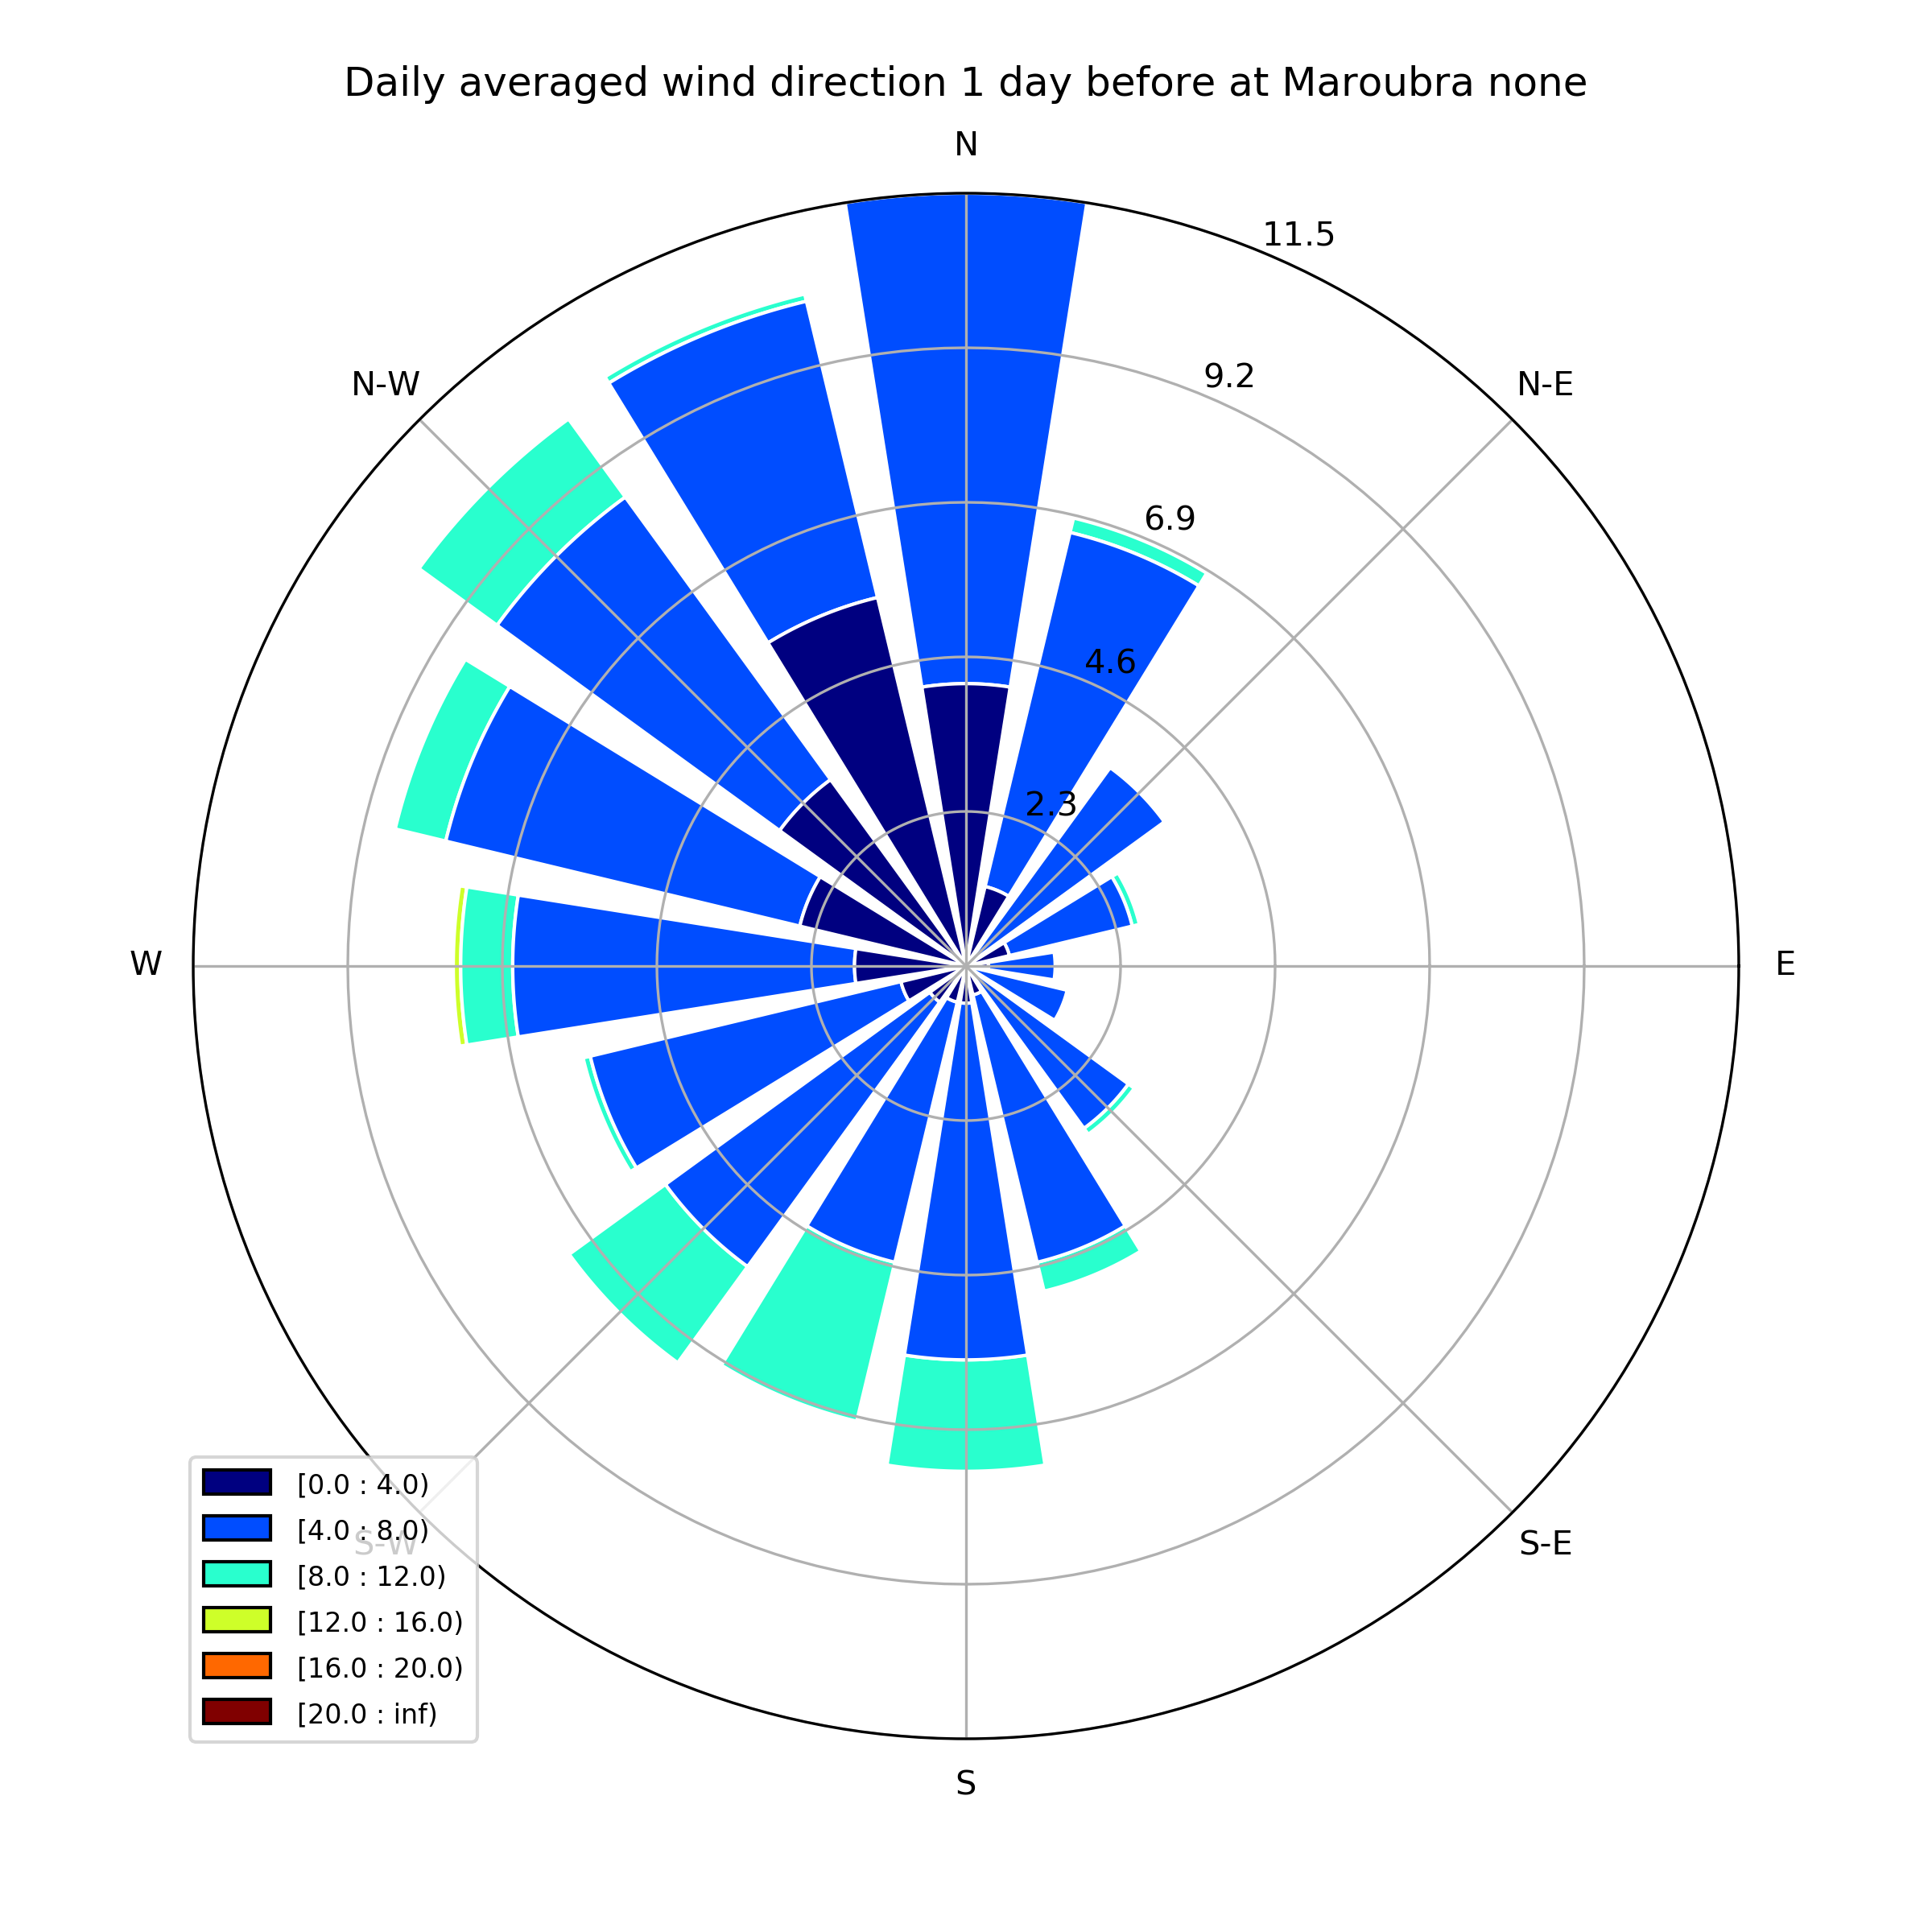 Daily averaged wind direction 1 day before at Maroubra none
N
11.5
N-W
9.2
N-E
6.9
4.6
2.3
W
E
[0.0 : 4.0)
[4.0 : 8.0)
S-W
S-E
[8.0 : 12.0)
[12.0 : 16.0)
[16.0 : 20.0)
[20.0 : inf)
S